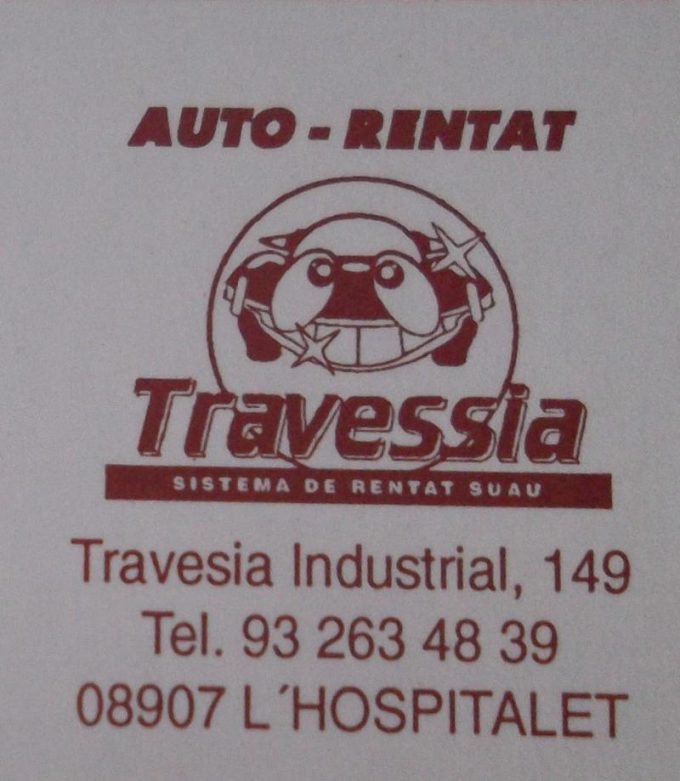 AUTO - RENTAT
Travessia
SISTEMA DE RENTAT SUAU
Travesia Industrial, 149
Tel. 93 263 48 39
08907 L´HOSPITALET